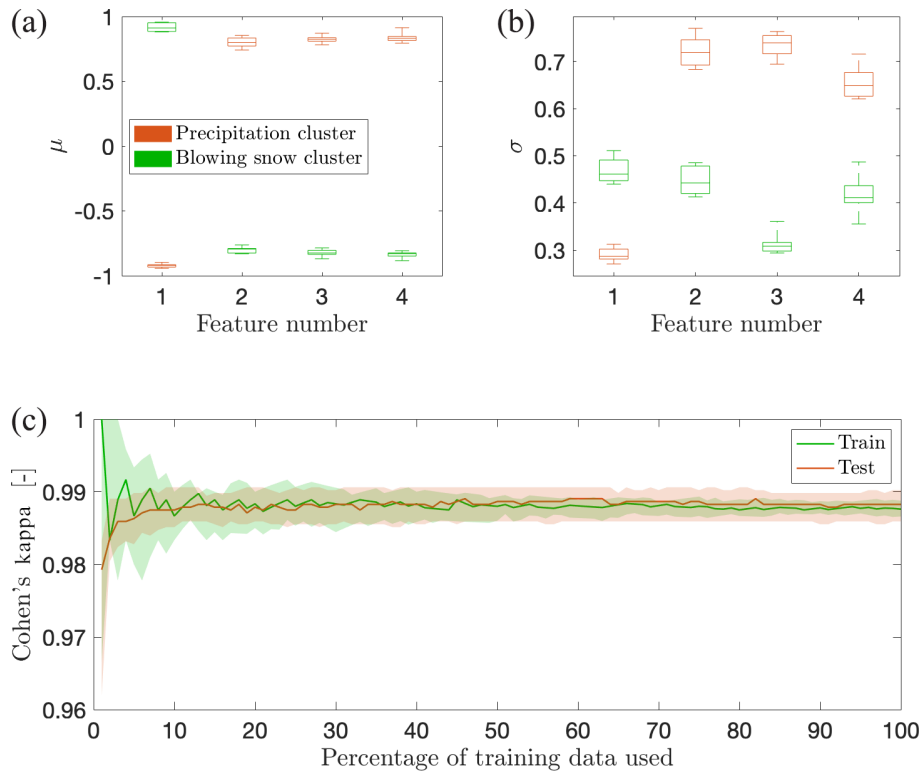 (a)
1
0.5
0
-0.5
-1
μ
Precipitation cluster
Blowing snow cluster
1 2 3 4
Feature number
(b)
0.7
0.6
0.5
0.4
0.3
σ
1 2 3 4
Feature number
(c)
1
0.99
0.98
0.97
0.96
Cohen's kappa [-]
Train
Test
0 10 20 30 40 50 60 70 80 90 100
Percentage of training data used